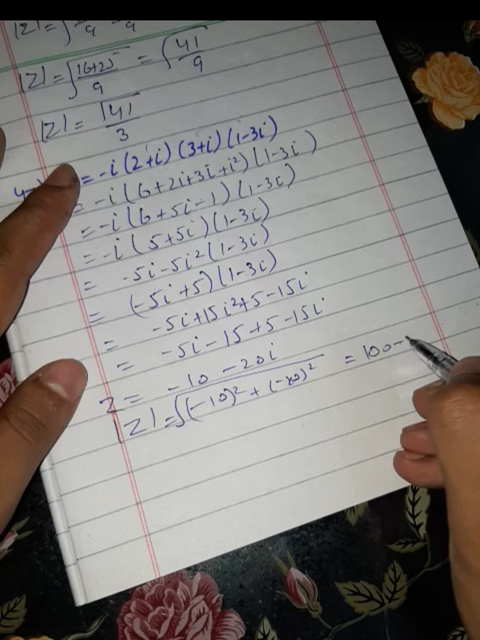 |Z| = √16+25/9 = √41/9
|Z| = √41/3
= -i (2+i) (3+i) (1-3i)
= -i (6+2i+3i+i²) (1-3i)
= -i (6+5i-1) (1-3i)
= -i (5+5i) (1-3i)
= -5i-5i² (1-3i)
= (-5i+5) (1-3i)
= -5i+15i²+5-15i
= -5i-15+5-15i
Z = -10-20i
|Z| = √(-10)²+(-20)² = 100-